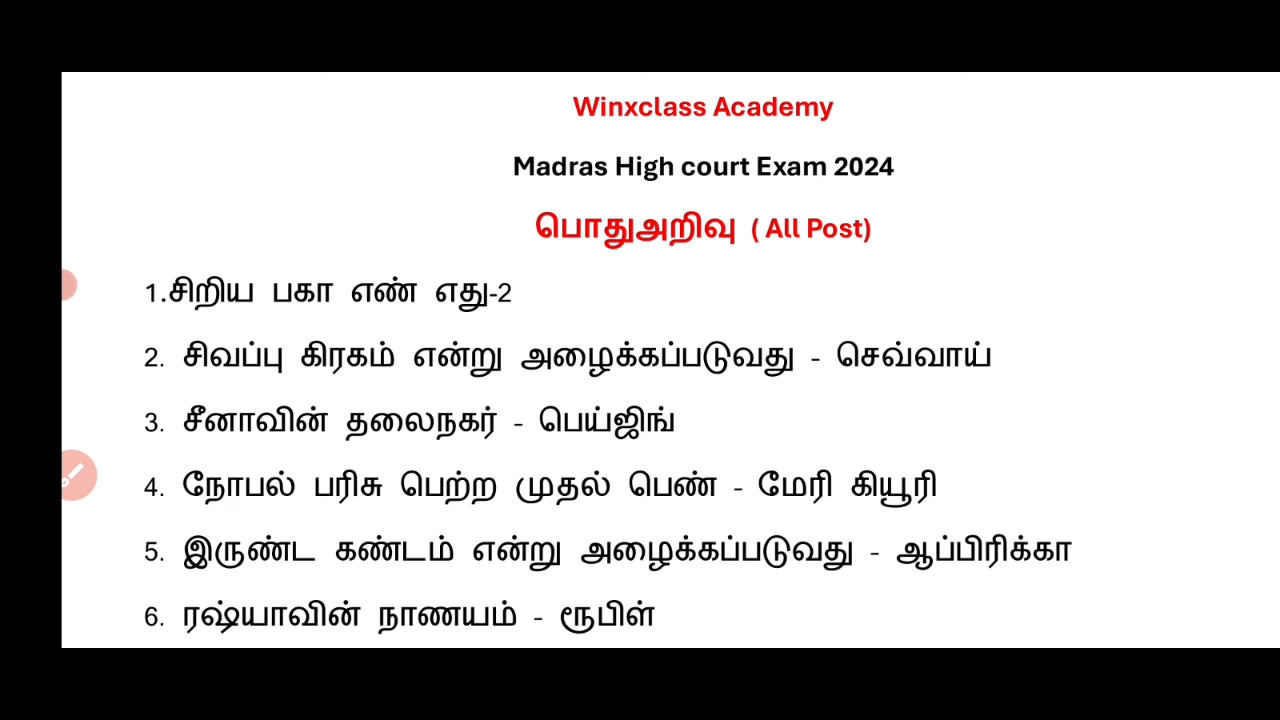 Winxclass Academy
Madras High court Exam 2024
பொதுஅறிவு ( All Post)
1.சிறிய பகா எண் எது-2
2. சிவப்பு கிரகம் என்று அழைக்கப்படுவது - செவ்வாய்
3. சீனாவின் தலைநகர் - பெய்ஜிங்
4. நோபல் பரிசு பெற்ற முதல் பெண் - மேரி கியூரி
5. இருண்ட கண்டம் என்று அழைக்கப்படுவது - ஆப்பிரிக்கா
6. ரஷ்யாவின் நாணயம் - ரூபிள்